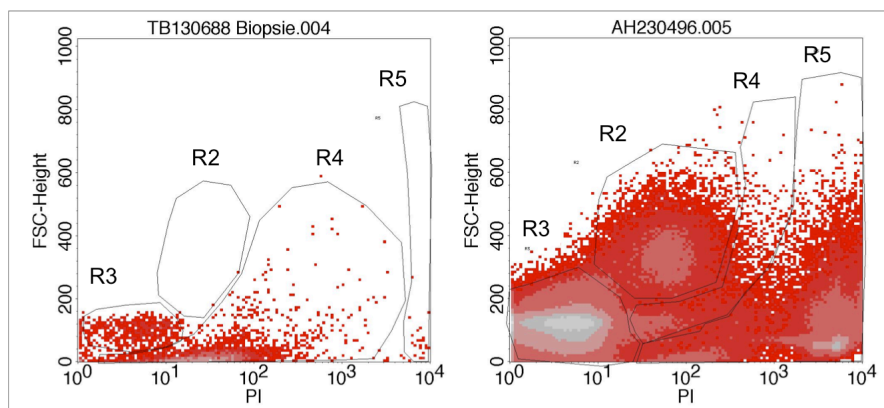 TB130688 Biopsie.004
1000
800
600
400
200
0
FSC-Height
R5
R2
R4
R3
R5
10⁰
10¹
10²
10³
10⁴
PI
AH230496.005
1000
800
600
400
200
0
FSC-Height
R5
R4
R2
R3
R2
10⁰
10¹
10²
10³
10⁴
PI